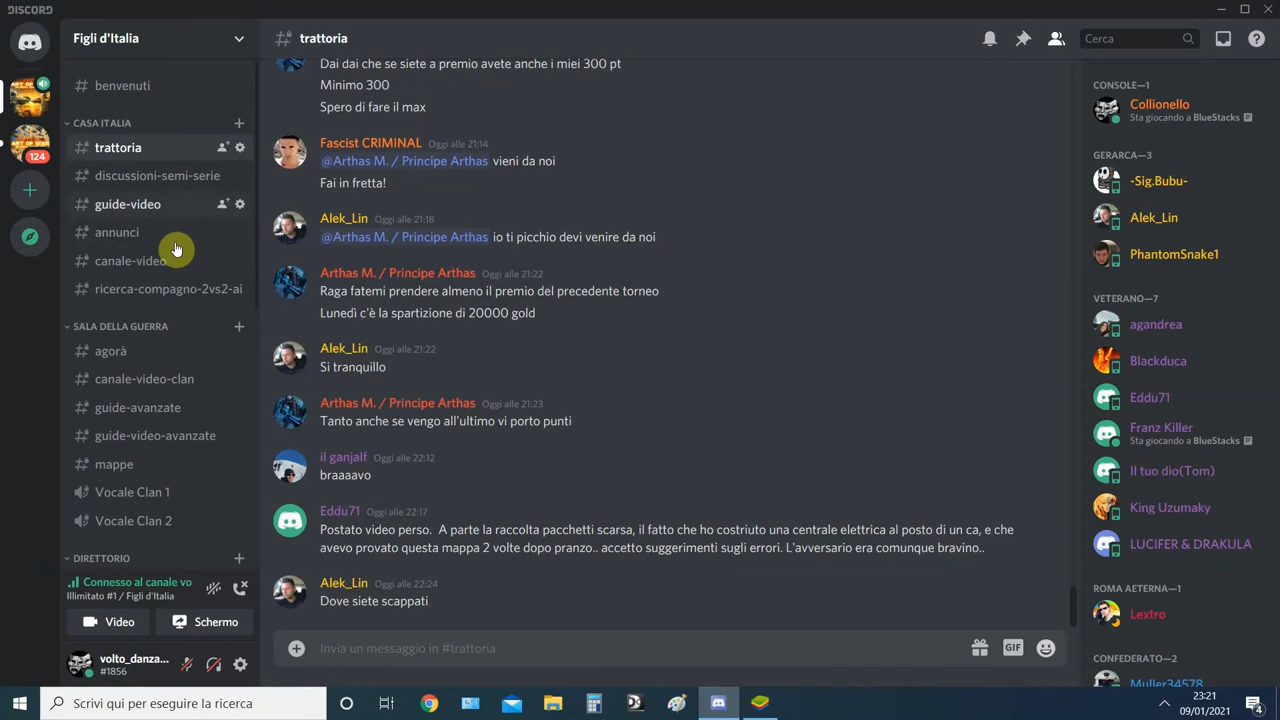 DISCORD
Figli d'Italia
trattoria
Cerca
benvenuti
CASA ITALIA
trattoria
discussioni-semi-serie
guide-video
annunci
canale-video
ricerca-compagno-2vs2-ai
SALA DELLA GUERRA
agorà
canale-video-clan
guide-avanzate
guide-video-avanzate
mappe
Vocale Clan 1
Vocale Clan 2
DIRETTORIO
Connesso al canale vo
Illimitato #1 / Figli d'Italia
Video
Schermo
volto_danza...
#1856
124
Dai dai che se siete a premio avete anche i miei 300 pt
Minimo 300
Spero di fare il max
Fascist CRIMINAL Oggi alle 21:14
@Arthas M. / Principe Arthas vieni da noi
Fai in fretta!
Alek_Lin Oggi alle 21:18
@Arthas M. / Principe Arthas io ti picchio devi venire da noi
Arthas M. / Principe Arthas Oggi alle 21:22
Raga fatemi prendere almeno il premio del precedente torneo
Lunedì c'è la spartizione di 20000 gold
Alek_Lin Oggi alle 21:22
Si tranquillo
Arthas M. / Principe Arthas Oggi alle 21:23
Tanto anche se vengo all'ultimo vi porto punti
il ganjalf Oggi alle 22:12
braaaavo
Eddu71 Oggi alle 22:17
Postato video perso. A parte la raccolta pacchetti scarsa, il fatto che ho costruito una centrale elettrica al posto di un ca, e che
avevo provato questa mappa 2 volte dopo pranzo.. accetto suggerimenti sugli errori. L'avversario era comunque bravino..
Alek_Lin Oggi alle 22:24
Dove siete scappati
Invia un messaggio in #trattoria
GIF
CONSOLE—1
Collionello
Sta giocando a BlueStacks
GERARCA—3
-Sig.Bubu-
Alek_Lin
PhantomSnake1
VETERANO—7
agandrea
Blackduca
Eddu71
Franz Killer
Sta giocando a BlueStacks
Il tuo dio(Tom)
King Uzumaky
LUCIFER & DRAKULA
ROMA AETERNA—1
Lextro
CONFEDERATO—2
Muller34578
Scrivi qui per eseguire la ricerca
23:21
09/01/2021
4